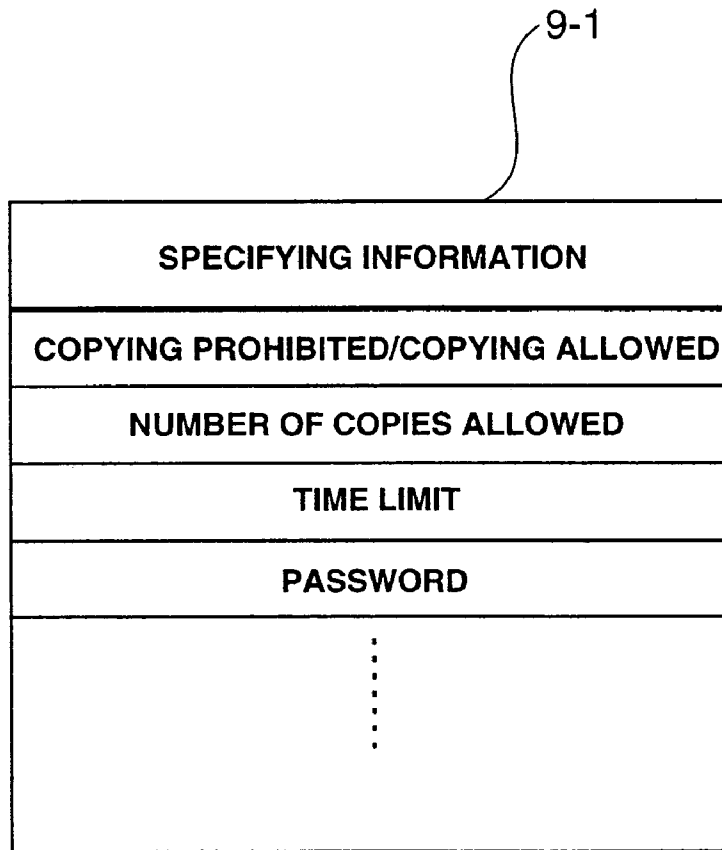 9-1
SPECIFYING INFORMATION
COPYING PROHIBITED/COPYING ALLOWED
NUMBER OF COPIES ALLOWED
TIME LIMIT
PASSWORD